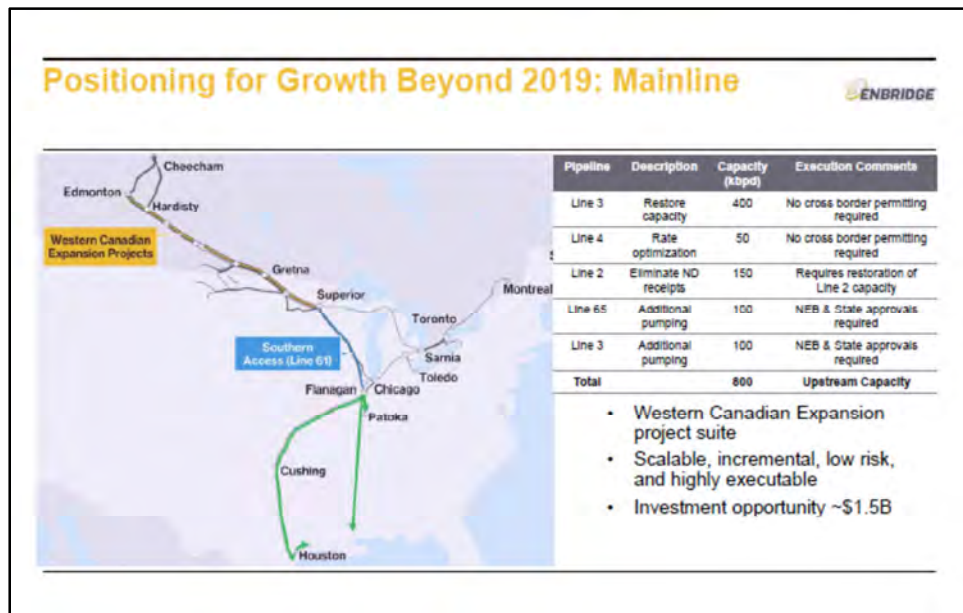 Positioning for Growth Beyond 2019: Mainline
ENBRIDGE
Cheecham
Edmonton
Hardisty
Western Canadian
Expansion Projects
Gretna
Superior
Montreal
Toronto
Southern
Access (Line 61)
Sarnia
Toledo
Flanagan
Chicago
Patoka
Cushing
Houston
Pipeline Description Capacity (kbpd) Execution Comments
Line 3 Restore capacity 400 No cross border permitting required
Line 4 Rate optimization 50 No cross border permitting required
Line 2 Eliminate ND receipts 150 Requires restoration of Line 2 capacity
Line 65 Additional pumping 100 NEB & State approvals required
Line 3 Additional pumping 100 NEB & State approvals required
Total 800 Upstream Capacity
• Western Canadian Expansion
project suite
• Scalable, incremental, low risk,
and highly executable
• Investment opportunity ~$1.5B